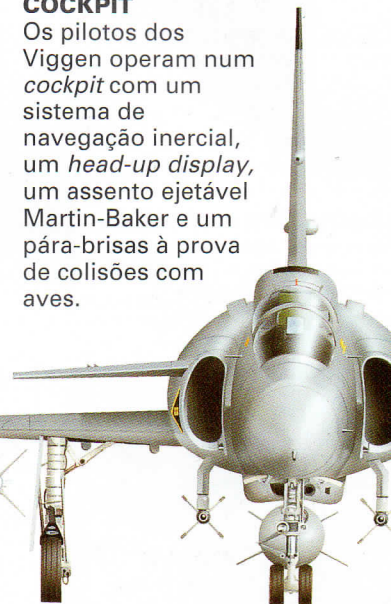 COCKPIT
Os pilotos dos
Viggen operam num
cockpit com um
sistema de
navegação inercial,
um head-up display,
um assento ejetável
Martin-Baker e um
pára-brisas à prova
de colisões com
aves.